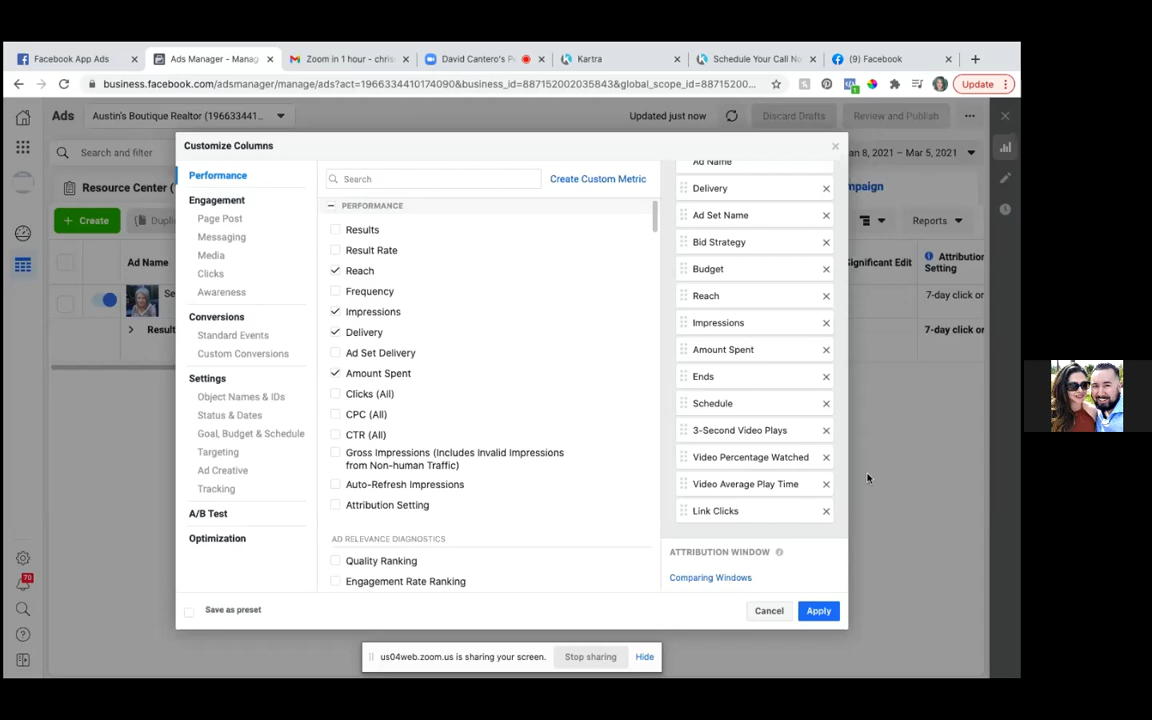 Facebook App Ads
Ads Manager - Manag
Zoom in 1 hour - chris
David Cantero's P
Kartra
Schedule Your Call No
(9) Facebook
business.facebook.com/adsmanager/manage/ads?act=1966334410174090&business_id=887152002035843&global_scope_id=88715200...
1
Update
Ads
Austin's Boutique Realtor (196633441...
Updated just now
Discard Drafts
Review and Publish
Search and filter
an 8, 2021 – Mar 5, 2021
Resource Center (
mpaign
+ Create
Dupli
Reports
Ad Name
ignificant Edit
Attribution
Setting
Se
7-day click or
Result
7-day click or
Customize Columns
Performance
Engagement
Page Post
Messaging
Media
Clicks
Awareness
Conversions
Standard Events
Custom Conversions
Settings
Object Names & IDs
Status & Dates
Goal, Budget & Schedule
Targeting
Ad Creative
Tracking
A/B Test
Optimization
Search
Create Custom Metric
PERFORMANCE
Results
Result Rate
Reach
Frequency
Impressions
Delivery
Ad Set Delivery
Amount Spent
Clicks (All)
CPC (All)
CTR (All)
Gross Impressions (Includes Invalid Impressions
from Non-human Traffic)
Auto-Refresh Impressions
Attribution Setting
AD RELEVANCE DIAGNOSTICS
Quality Ranking
Engagement Rate Ranking
Ad Name
Delivery
Ad Set Name
Bid Strategy
Budget
Reach
Impressions
Amount Spent
Ends
Schedule
3-Second Video Plays
Video Percentage Watched
Video Average Play Time
Link Clicks
ATTRIBUTION WINDOW
Comparing Windows
Save as preset
Cancel
Apply
70
us04web.zoom.us is sharing your screen.
Stop sharing
Hide